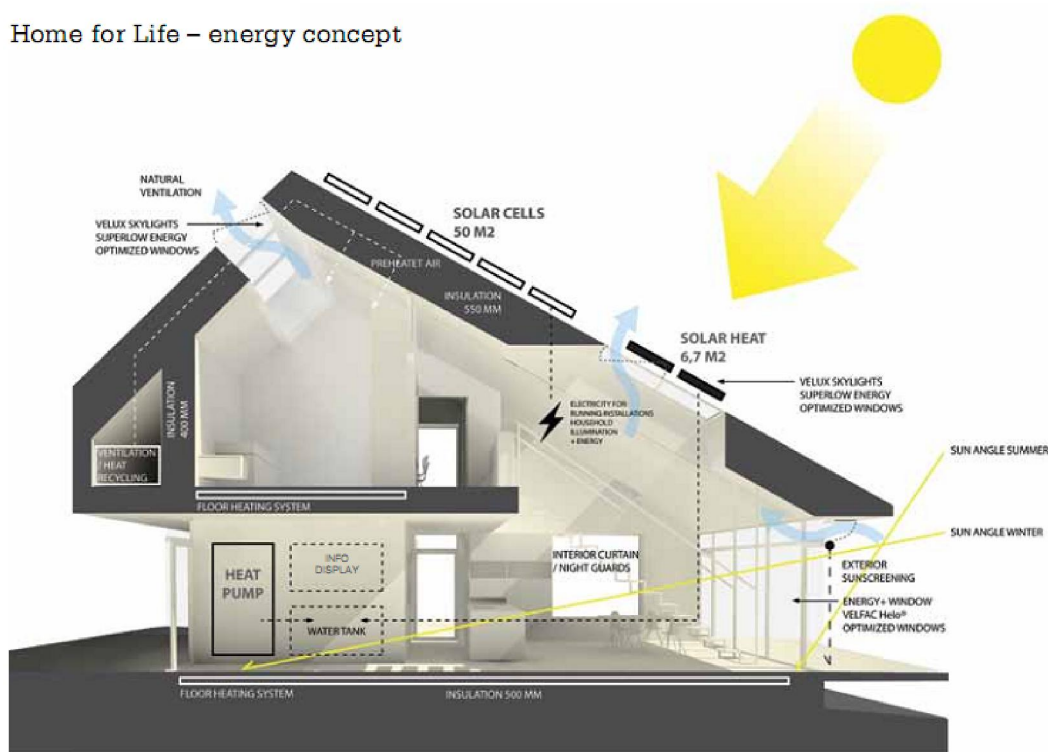 Home for Life – energy concept
NATURAL
VENTILATION
VELUX SKYLIGHTS
SUPERLOW ENERGY
OPTIMIZED WINDOWS
SOLAR CELLS
50 M2
PREHEATET AIR
INSULATION
550 MM
SOLAR HEAT
6,7 M2
VELUX SKYLIGHTS
SUPERLOW ENERGY
OPTIMIZED WINDOWS
INSULATION
400 MM
ELECTRICITY FOR
RUNNING INSTALLATIONS
HOUSEHOLD
ILLUMINATION
+ ENERGY
VENTILATION
/ HEAT
RECYCLING
SUN ANGLE SUMMER
FLOOR HEATING SYSTEM
SUN ANGLE WINTER
HEAT
PUMP
INFO
DISPLAY
INTERIOR CURTAIN
/ NIGHT GUARDS
EXTERIOR
SUNSCREENING
ENERGY+ WINDOW
VELFAC Helo®
OPTIMIZED WINDOWS
WATER TANK
FLOOR HEATING SYSTEM
INSULATION 500 MM